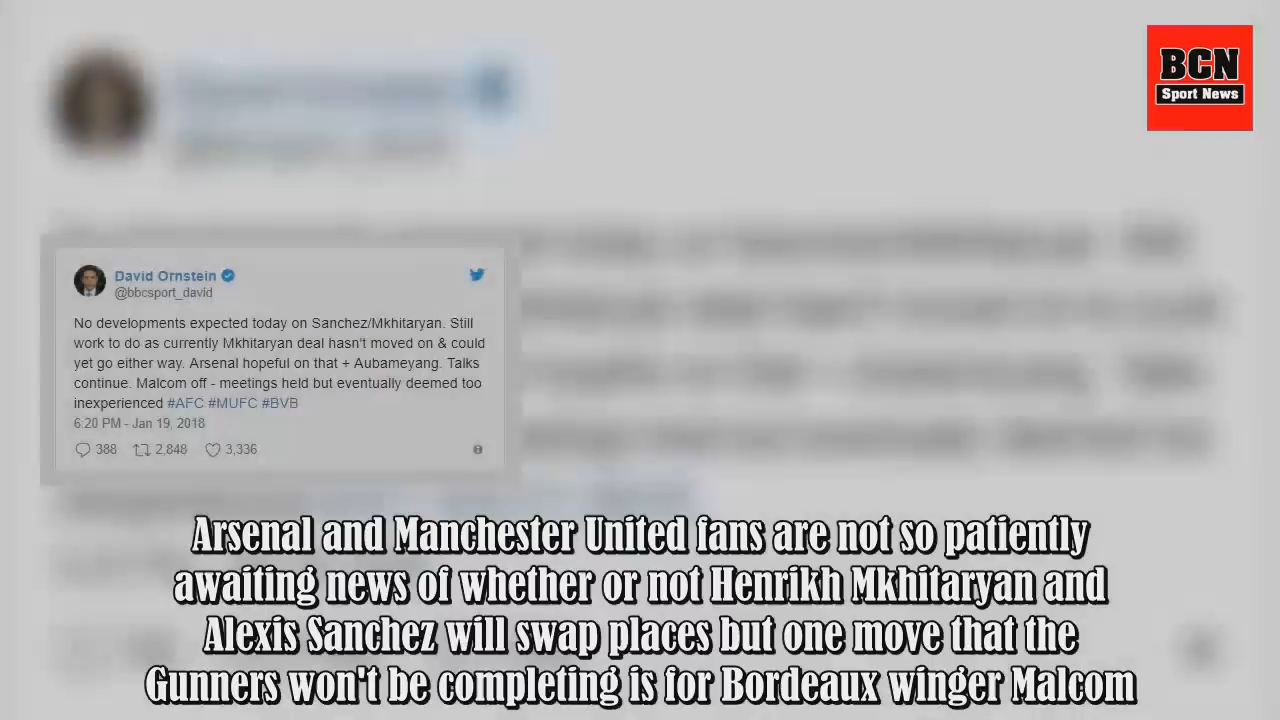 BCN
Sport News
David Ornstein
@bbcsport_david
No developments expected today on Sanchez/Mkhitaryan. Still
work to do as currently Mkhitaryan deal hasn't moved on & could
yet go either way. Arsenal hopeful on that + Aubameyang. Talks
continue. Malcom off - meetings held but eventually deemed too
inexperienced #AFC #MUFC #BVB
6:20 PM - Jan 19, 2018
388 2,848 3,336
Arsenal and Manchester United fans are not so patiently
awaiting news of whether or not Henrikh Mkhitaryan and
Alexis Sanchez will swap places but one move that the
Gunners won't be completing is for Bordeaux winger Malcom